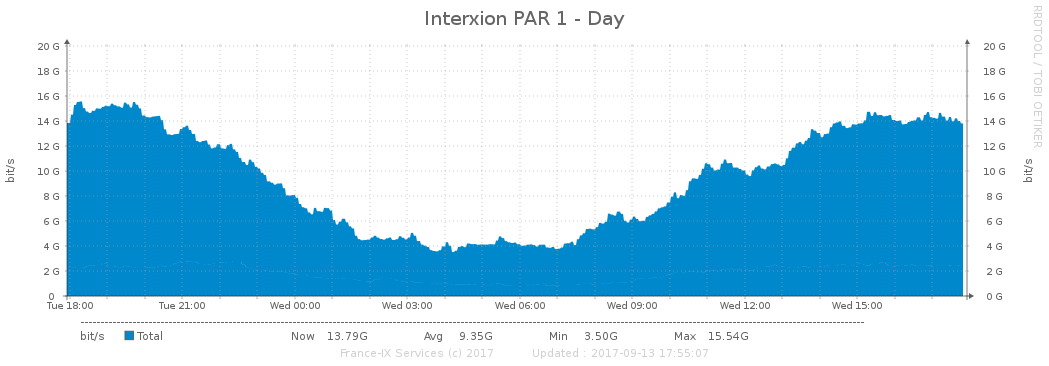 Interxion PAR 1 - Day
RRDTOOL / TOBI OETIKER
bit/s
20 G 20 G
18 G 18 G
16 G 16 G
14 G 14 G
12 G 12 G
10 G 10 G
8 G 8 G
6 G 6 G
4 G 4 G
2 G 2 G
0 0 G
bit/s
Tue 18:00 Tue 21:00 Wed 00:00 Wed 03:00 Wed 06:00 Wed 09:00 Wed 12:00 Wed 15:00
bit/s Total Now 13.79G Avg 9.35G Min 3.50G Max 15.54G
France-IX Services (c) 2017 Updated : 2017-09-13 17:55:07